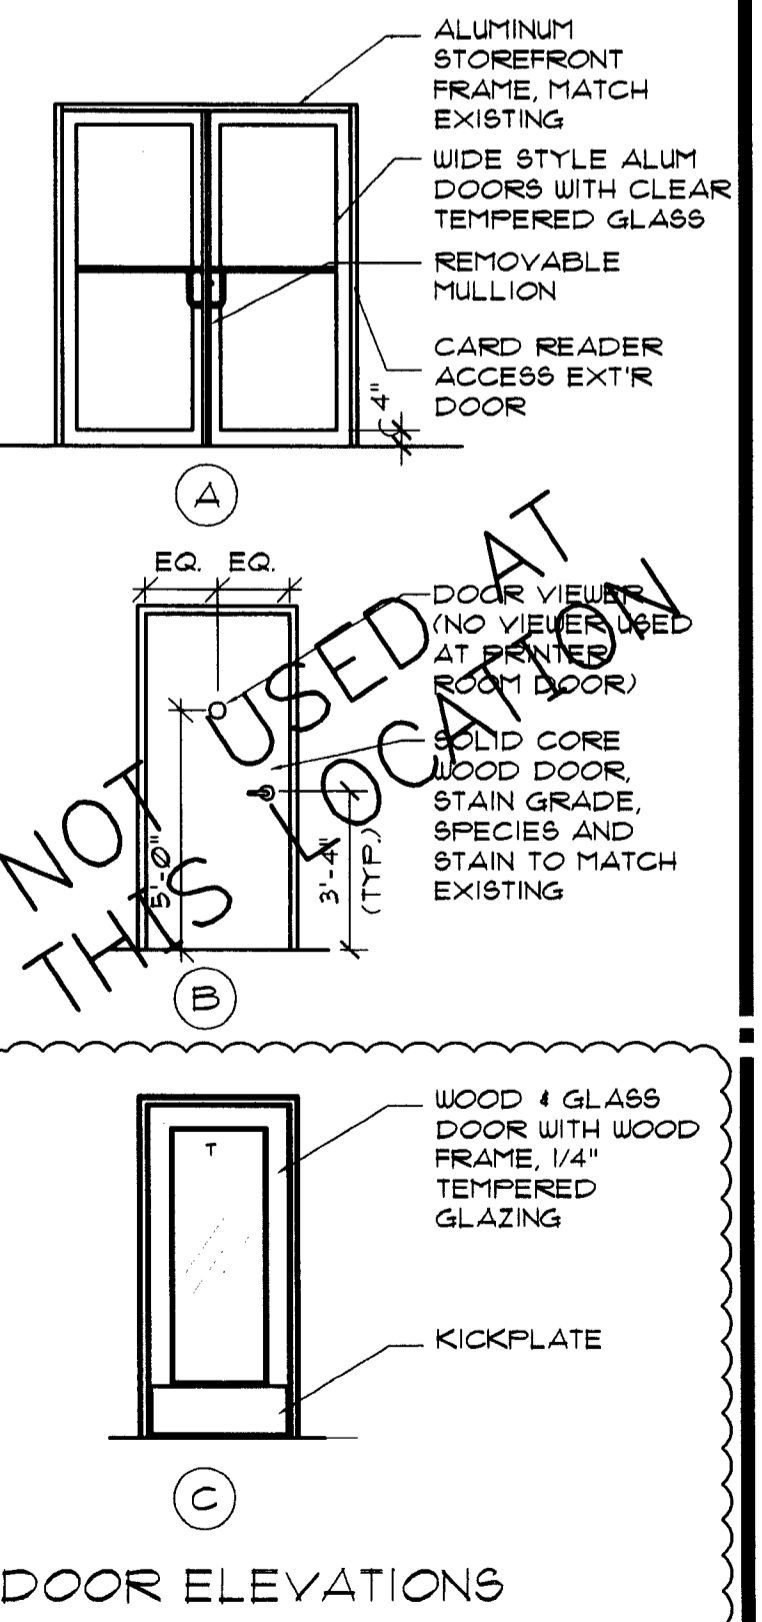 ALUMINUM
STOREFRONT
FRAME, MATCH
EXISTING
WIDE STYLE ALUM
DOORS WITH CLEAR
TEMPERED GLASS
REMOVABLE
MULLION
CARD READER
ACCESS EXT'R
DOOR
4"
A
EQ. EQ.
DOOR VIEWER
(NO VIEWER USED
AT PRINTER
ROOM DOOR)
SOLID CORE
WOOD DOOR,
STAIN GRADE,
SPECIES AND
STAIN TO MATCH
EXISTING
5'-0"
3'-4"
(TYP.)
NOT USED AT
THIS LOCATION
B
WOOD & GLASS
DOOR WITH WOOD
FRAME, 1/4"
TEMPERED
GLAZING
T
KICKPLATE
C
DOOR ELEVATIONS